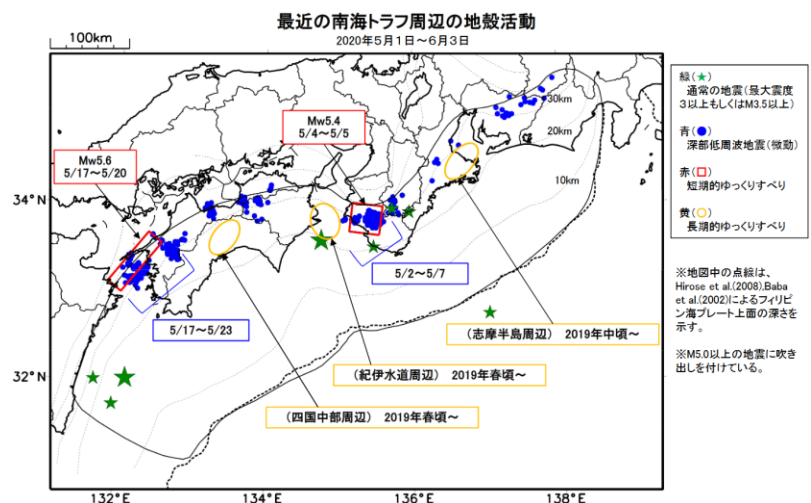 最近の南海トラフ周辺の地殻活動
2020年5月1日～6月3日
100km
34°N
32°N
132°E
134°E
136°E
138°E
30km
20km
10km
Mw5.4
5/4～5/5
Mw5.6
5/17～5/20
5/2～5/7
5/17～5/23
(志摩半島周辺) 2019年中頃～
(紀伊水道周辺) 2019年春頃～
(四国中部周辺) 2019年春頃～
緑(★)
通常の地震(最大震度
3以上もしくはM3.5以上)
青(●)
深部低周波地震(微動)
赤(□)
短期的ゆっくりすべり
黄(○)
長期的ゆっくりすべり
※地図中の点線は、
Hirose et al.(2008),Baba
et al.(2002)によるフィリピ
ン海プレート上面の深さを
示す。
※M5.0以上の地震に吹き
出しを付けている。